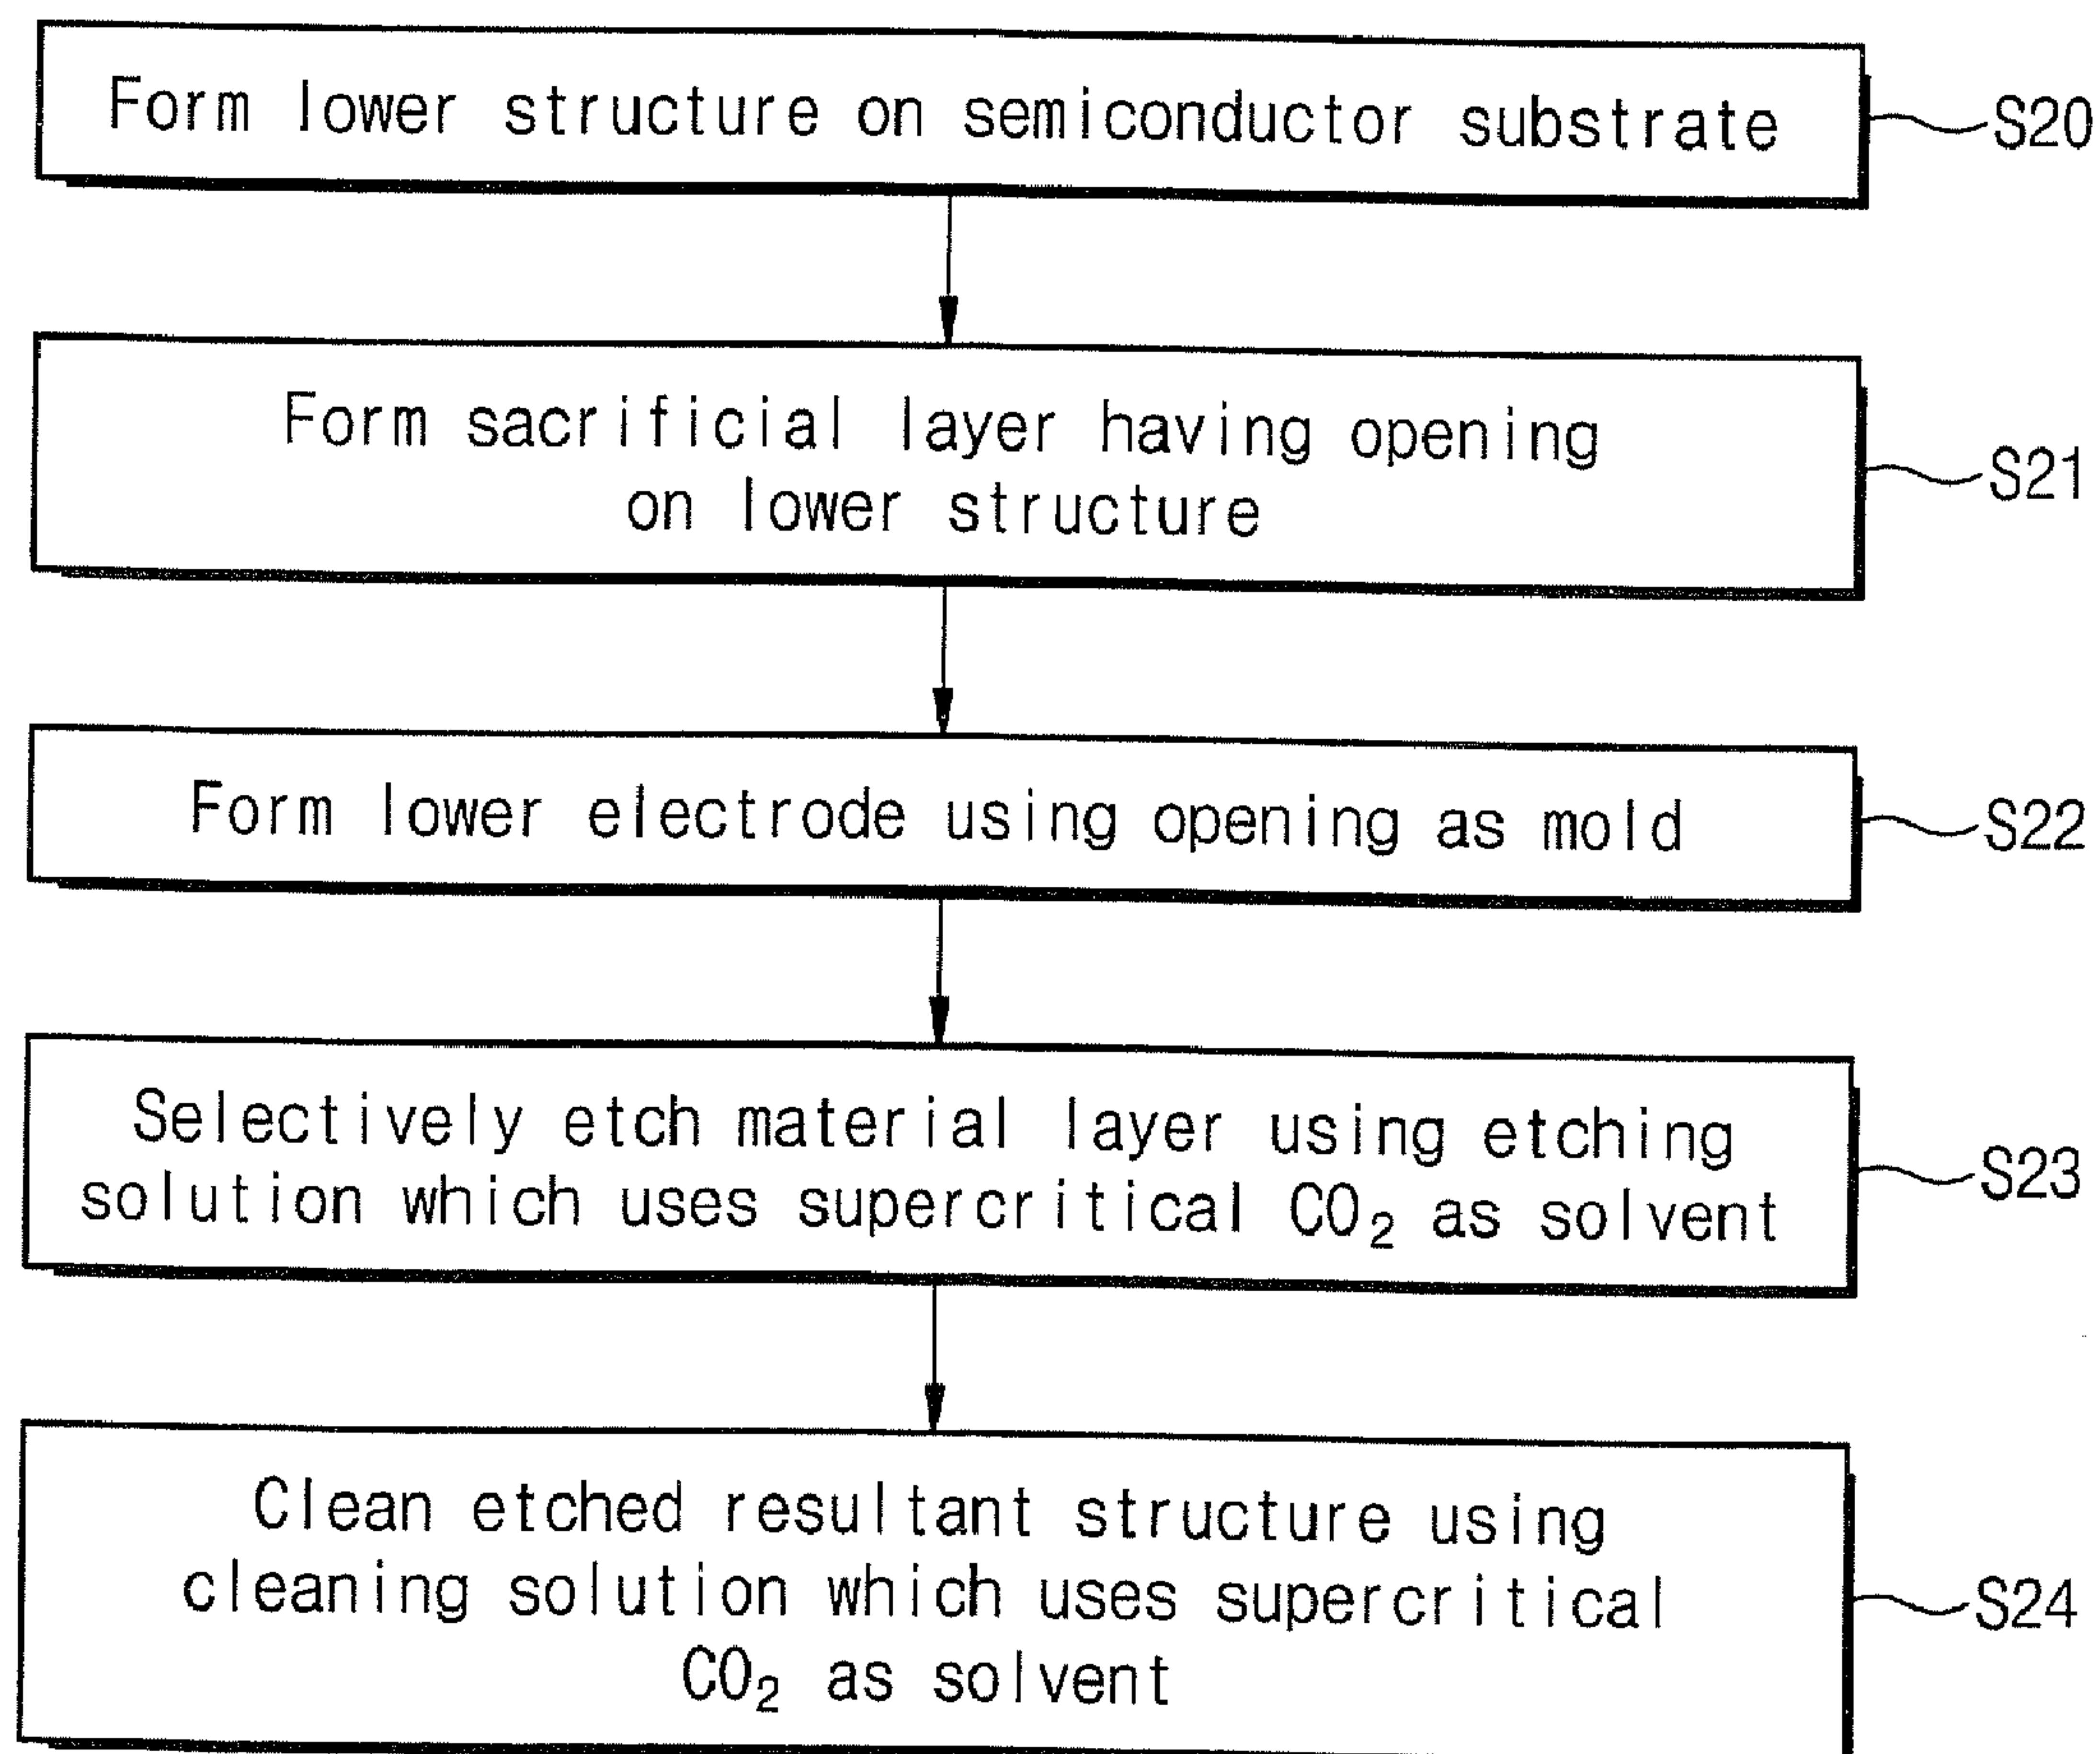 Form lower structure on semiconductor substrate
S20
Form sacrificial layer having opening
on lower structure
S21
Form lower electrode using opening as mold
S22
Selectively etch material layer using etching
solution which uses supercritical CO₂ as solvent
S23
Clean etched resultant structure using
cleaning solution which uses supercritical
CO₂ as solvent
S24